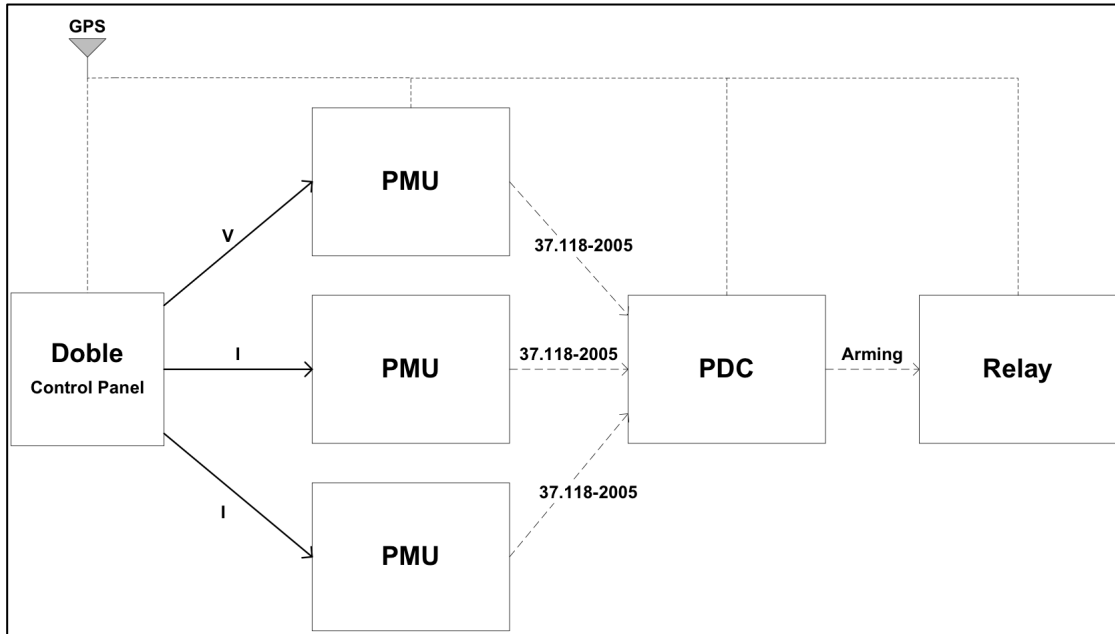 GPS
PMU
V
37.118-2005
Doble
Control Panel
I
PMU
37.118-2005
PDC
Arming
Relay
I
37.118-2005
PMU